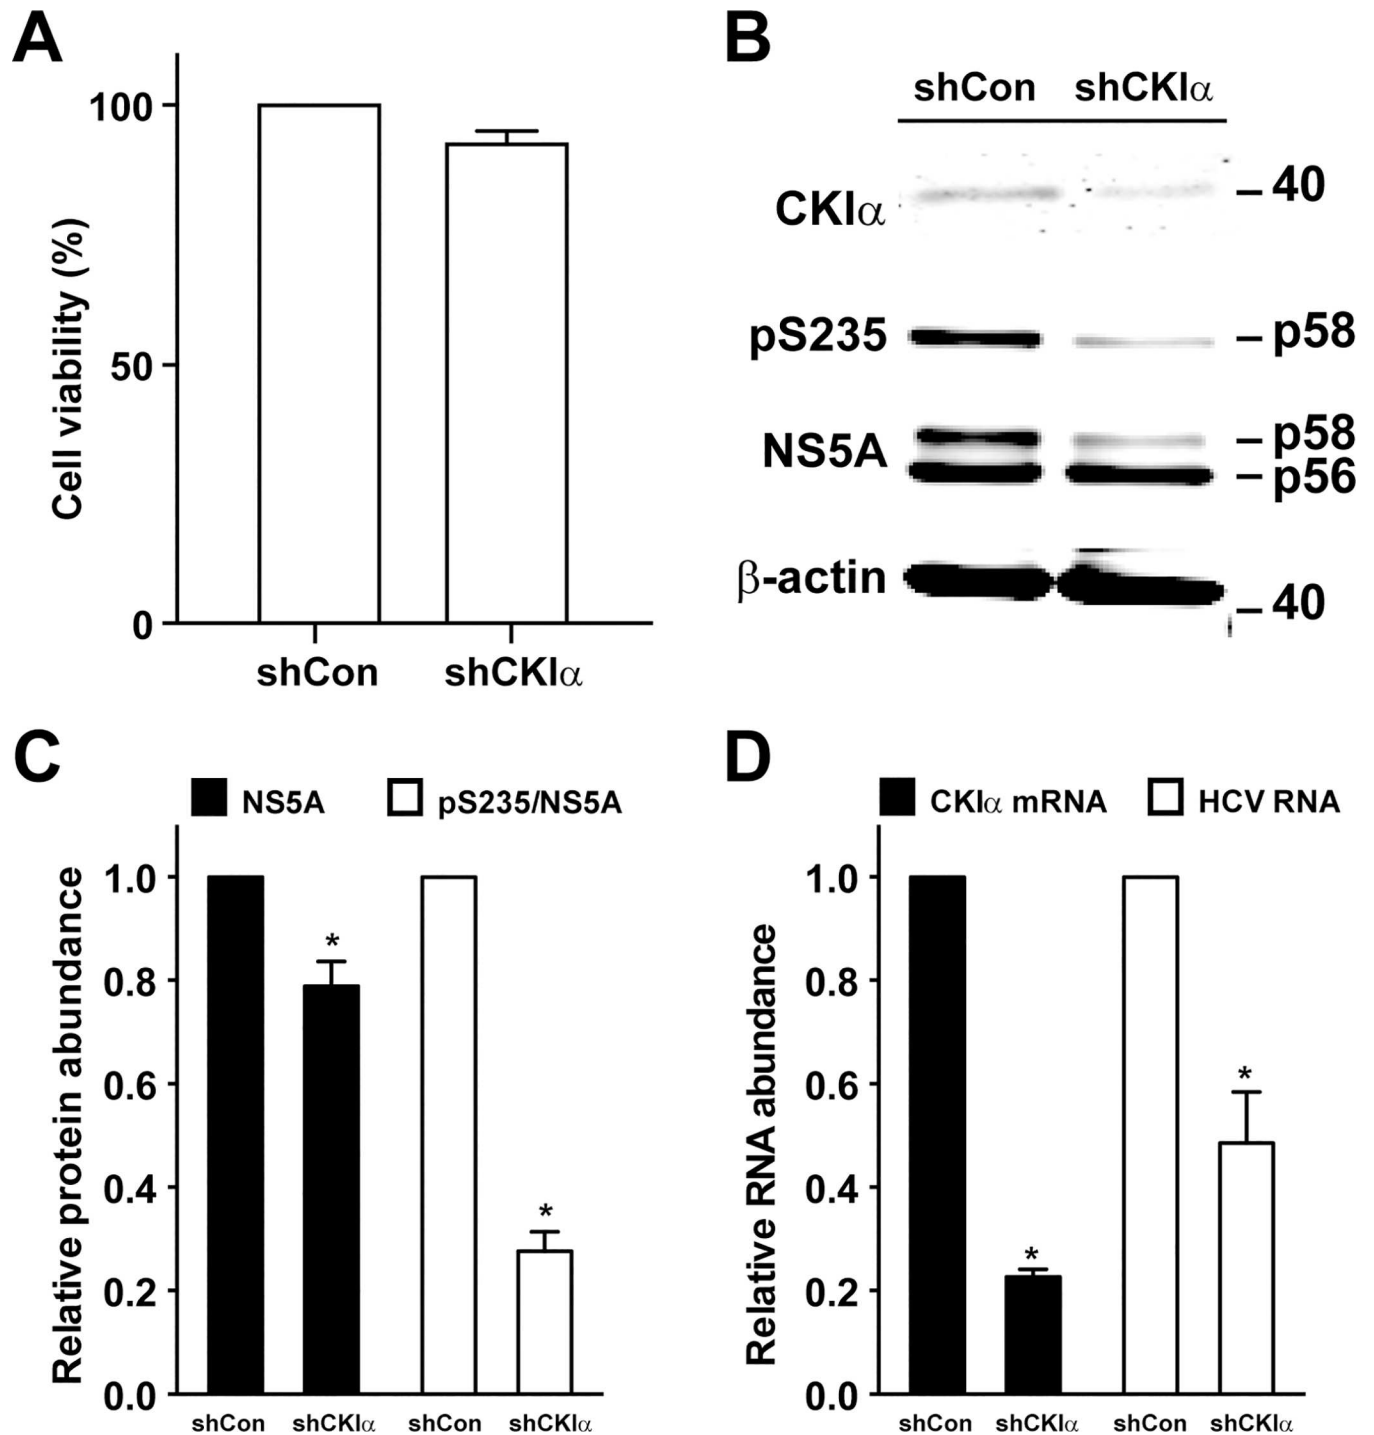 A
Cell viability (%)
100
50
0
shCon shCKIα
B
shCon shCKIα
CKIα
40
pS235
p58
NS5A
p58
p56
β-actin
40
C
NS5A pS235/NS5A
Relative protein abundance
1.0
0.8
0.6
0.4
0.2
0.0
shCon shCKIα shCon shCKIα
D
CKIα mRNA HCV RNA
Relative RNA abundance
1.0
0.8
0.6
0.4
0.2
0.0
*
*
*
*
shCon shCKIα shCon shCKIα